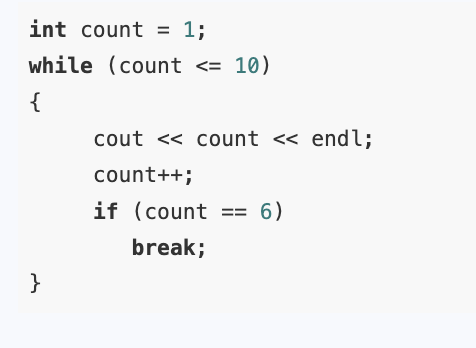 int count = 1;
while (count <= 10)
{
     cout << count << endl;
     count++;
     if (count == 6)
        break;
}